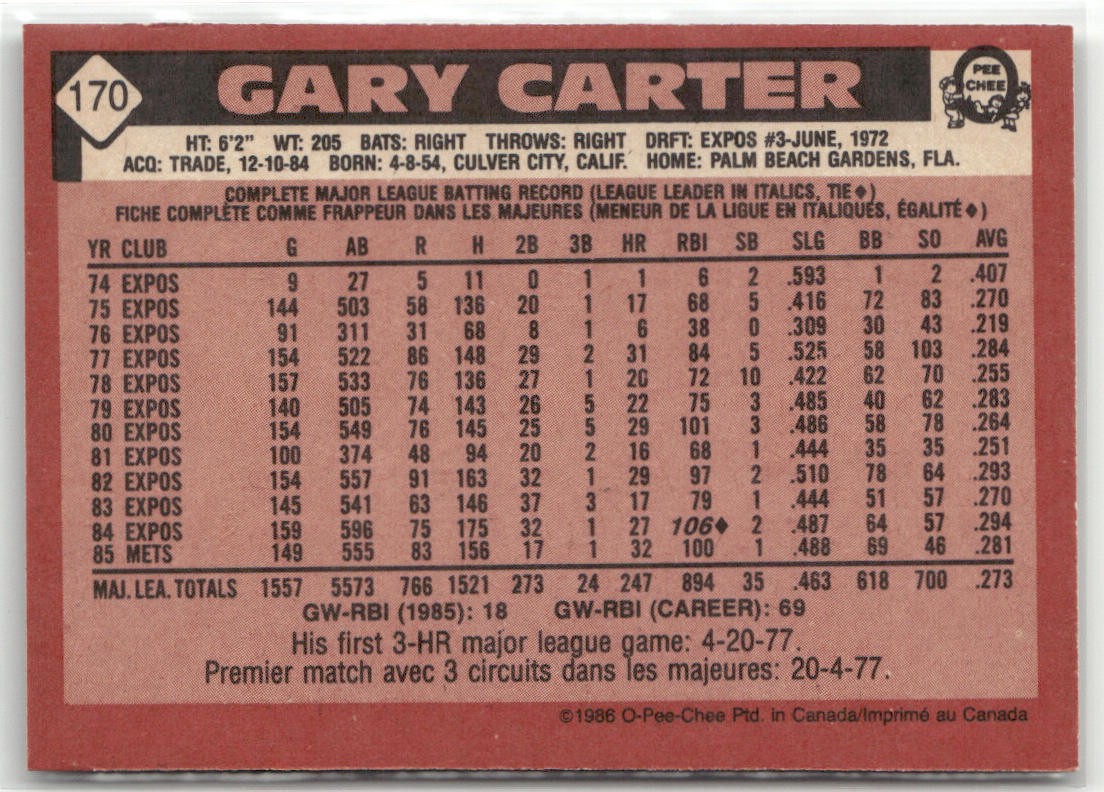 170
GARY CARTER
O PEE CHEE
HT: 6'2" WT: 205 BATS: RIGHT THROWS: RIGHT DRFT: EXPOS #3-JUNE, 1972
ACQ: TRADE, 12-10-84 BORN: 4-8-54, CULVER CITY, CALIF. HOME: PALM BEACH GARDENS, FLA.
COMPLETE MAJOR LEAGUE BATTING RECORD (LEAGUE LEADER IN ITALICS, TIE♦)
FICHE COMPLÈTE COMME FRAPPEUR DANS LES MAJEURES (MENEUR DE LA LIGUE EN ITALIQUES, ÉGALITÉ♦)
YR CLUB G AB R H 2B 3B HR RBI SB SLG BB SO AVG
74 EXPOS 9 27 5 11 0 1 1 6 2 .593 1 2 .407
75 EXPOS 144 503 58 136 20 1 17 68 5 .416 72 83 .270
76 EXPOS 91 311 31 68 8 1 6 38 0 .309 30 43 .219
77 EXPOS 154 522 86 148 29 2 31 84 5 .525 58 103 .284
78 EXPOS 157 533 76 136 27 1 20 72 10 .422 62 70 .255
79 EXPOS 140 505 74 143 26 5 22 75 3 .485 40 62 .283
80 EXPOS 154 549 76 145 25 5 29 101 3 .486 58 78 .264
81 EXPOS 100 374 48 94 20 2 16 68 1 .444 35 35 .251
82 EXPOS 154 557 91 163 32 1 29 97 2 .510 78 64 .293
83 EXPOS 145 541 63 146 37 3 17 79 1 .444 51 57 .270
84 EXPOS 159 596 75 175 32 1 27 106♦ 2 .487 64 57 .294
85 METS 149 555 83 156 17 1 32 100 1 .488 69 46 .281
MAJ. LEA. TOTALS 1557 5573 766 1521 273 24 247 894 35 .463 618 700 .273
GW-RBI (1985): 18 GW-RBI (CAREER): 69
His first 3-HR major league game: 4-20-77.
Premier match avec 3 circuits dans les majeures: 20-4-77.
©1986 O-Pee-Chee Ptd. in Canada/Imprimé au Canada